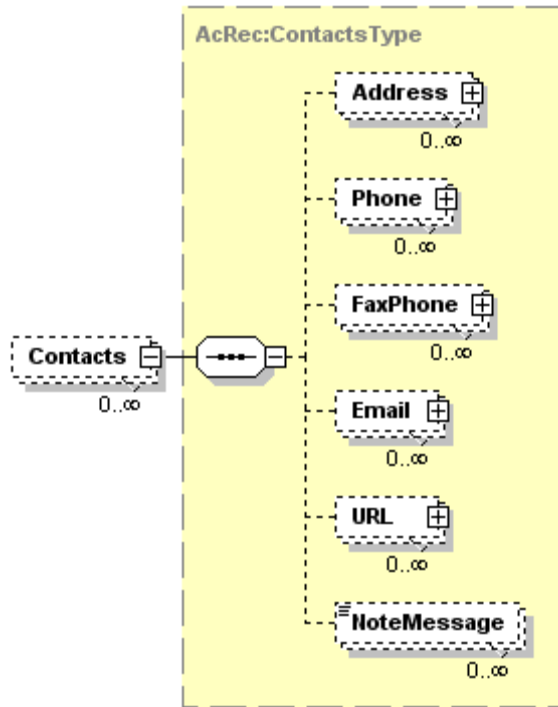 AcRec:ContactsType
Address
0..∞
Phone
0..∞
FaxPhone
0..∞
Contacts
0..∞
Email
0..∞
URL
0..∞
NoteMessage
0..∞